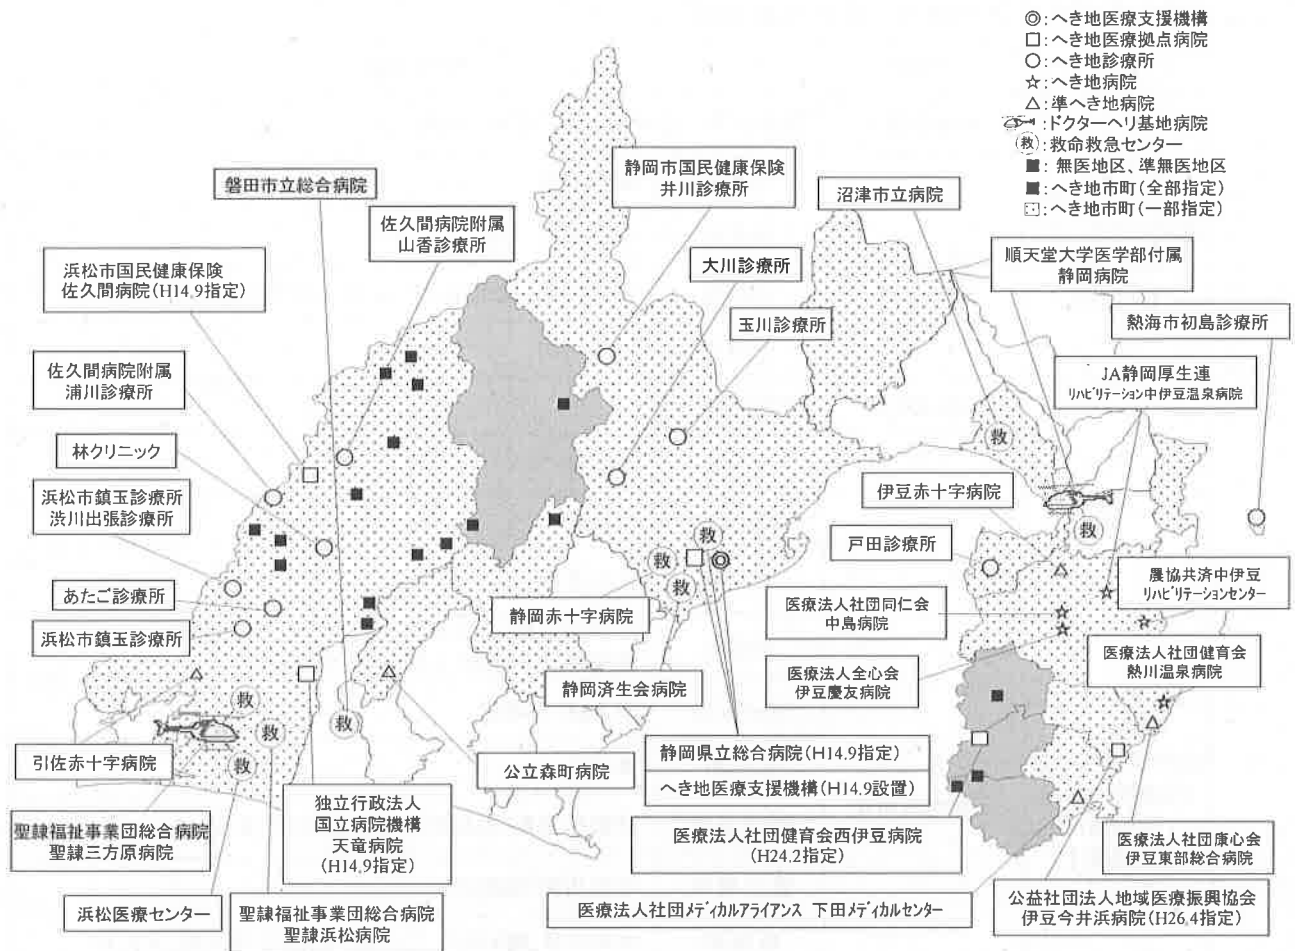 ◎:へき地医療支援機構
□:へき地医療拠点病院
○:へき地診療所
☆:へき地病院
△:準へき地病院
:ドクターヘリ基地病院
救:救命救急センター
■:無医地区、準無医地区
■:へき地市町(全部指定)
:へき地市町(一部指定)
磐田市立総合病院
静岡市国民健康保険
井川診療所
沼津市立病院
佐久間病院附属
山香診療所
順天堂大学医学部付属
静岡病院
浜松市国民健康保険
佐久間病院(H14.9指定)
大川診療所
玉川診療所
熱海市初島診療所
佐久間病院附属
浦川診療所
JA静岡厚生連
リハビリテーション中伊豆温泉病院
林クリニック
浜松市鎮玉診療所
渋川出張診療所
伊豆赤十字病院
戸田診療所
あたご診療所
浜松市鎮玉診療所
静岡赤十字病院
医療法人社団同仁会
中島病院
農協共済中伊豆
リハビリテーションセンター
静岡済生会病院
医療法人全心会
伊豆慶友病院
医療法人社団健育会
熱川温泉病院
引佐赤十字病院
公立森町病院
静岡県立総合病院(H14.9指定)
へき地医療支援機構(H14.9設置)
聖隷福祉事業団総合病院
聖隷三方原病院
独立行政法人
国立病院機構
天竜病院
(H14.9指定)
医療法人社団健育会西伊豆病院
(H24.2指定)
医療法人社団康心会
伊豆東部総合病院
浜松医療センター
聖隷福祉事業団総合病院
聖隷浜松病院
医療法人社団メディカルアライアンス 下田メディカルセンター
公益社団法人地域医療振興協会
伊豆今井浜病院(H26.4指定)
救
救
救
救
救
救
救
救
救